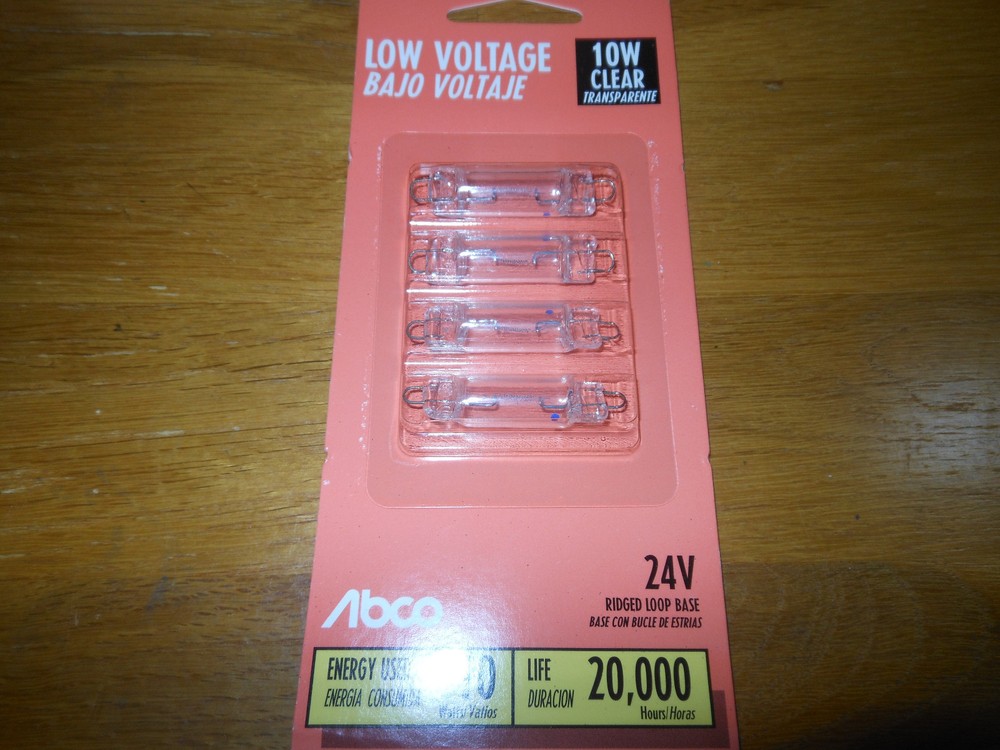 LOW VOLTAGE
BAJO VOLTAJE
10W
CLEAR
TRANSPARENTE
24V
RIDGED LOOP BASE
BASE CON BUCLE DE ESTRIAS
Abco
ENERGY USED 10
ENERGIA CONSUMIDA
Watts/Vatios
LIFE 20,000
DURACION
Hours/Horas